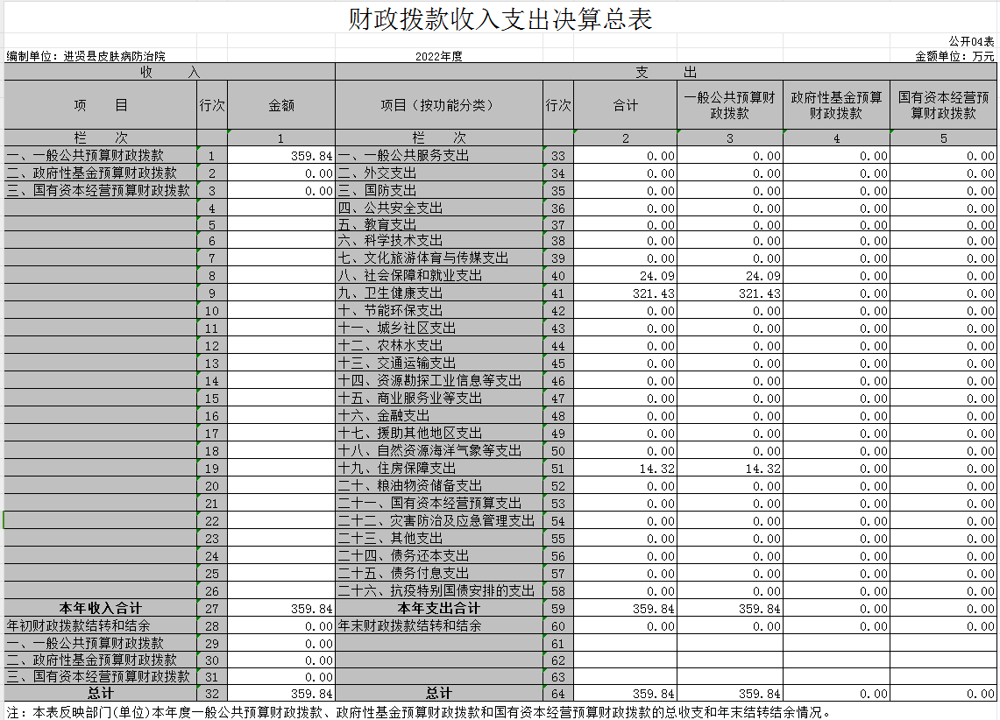 财政拨款收入支出决算总表
公开04表
编制单位：进贤县皮肤病防治院 2022年度 金额单位：万元
收 入 支 出
项 目 行次 金额 项目（按功能分类） 行次 合计 一般公共预算财政拨款 政府性基金预算财政拨款 国有资本经营预算财政拨款
栏 次 1 栏 次 2 3 4 5
一、一般公共预算财政拨款 1 359.84 一、一般公共服务支出 33 0.00 0.00 0.00 0.00
二、政府性基金预算财政拨款 2 0.00 二、外交支出 34 0.00 0.00 0.00 0.00
三、国有资本经营预算财政拨款 3 0.00 三、国防支出 35 0.00 0.00 0.00 0.00
4 四、公共安全支出 36 0.00 0.00 0.00 0.00
5 五、教育支出 37 0.00 0.00 0.00 0.00
6 六、科学技术支出 38 0.00 0.00 0.00 0.00
7 七、文化旅游体育与传媒支出 39 0.00 0.00 0.00 0.00
8 八、社会保障和就业支出 40 24.09 24.09 0.00 0.00
9 九、卫生健康支出 41 321.43 321.43 0.00 0.00
10 十、节能环保支出 42 0.00 0.00 0.00 0.00
11 十一、城乡社区支出 43 0.00 0.00 0.00 0.00
12 十二、农林水支出 44 0.00 0.00 0.00 0.00
13 十三、交通运输支出 45 0.00 0.00 0.00 0.00
14 十四、资源勘探工业信息等支出 46 0.00 0.00 0.00 0.00
15 十五、商业服务业等支出 47 0.00 0.00 0.00 0.00
16 十六、金融支出 48 0.00 0.00 0.00 0.00
17 十七、援助其他地区支出 49 0.00 0.00 0.00 0.00
18 十八、自然资源海洋气象等支出 50 0.00 0.00 0.00 0.00
19 十九、住房保障支出 51 14.32 14.32 0.00 0.00
20 二十、粮油物资储备支出 52 0.00 0.00 0.00 0.00
21 二十一、国有资本经营预算支出 53 0.00 0.00 0.00 0.00
22 二十二、灾害防治及应急管理支出 54 0.00 0.00 0.00 0.00
23 二十三、其他支出 55 0.00 0.00 0.00 0.00
24 二十四、债务还本支出 56 0.00 0.00 0.00 0.00
25 二十五、债务付息支出 57 0.00 0.00 0.00 0.00
26 二十六、抗疫特别国债安排的支出 58 0.00 0.00 0.00 0.00
本年收入合计 27 359.84 本年支出合计 59 359.84 359.84 0.00 0.00
年初财政拨款结转和结余 28 0.00 年末财政拨款结转和结余 60 0.00 0.00 0.00 0.00
一、一般公共预算财政拨款 29 0.00 61
二、政府性基金预算财政拨款 30 0.00 62
三、国有资本经营预算财政拨款 31 0.00 63
总计 32 359.84 总计 64 359.84 359.84 0.00 0.00
注：本表反映部门(单位)本年度一般公共预算财政拨款、政府性基金预算财政拨款和国有资本经营预算财政拨款的总收支和年末结转结余情况。